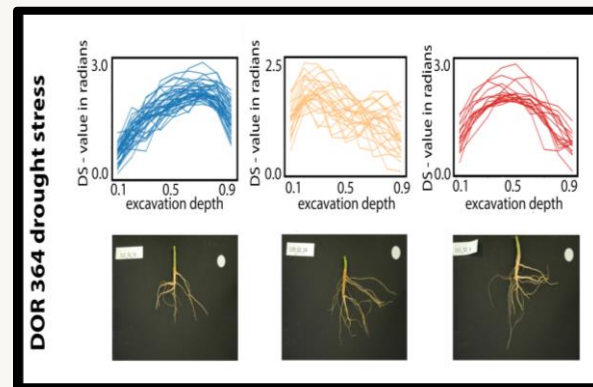 DOR 364 drought stress
DS - value in radians
3.0
0.0
0.1
0.5
0.9
excavation depth
DS - value in radians
2.5
0.0
0.1
0.5
0.9
excavation depth
DS - value in radians
3.0
0.0
0.1
0.5
0.9
excavation depth